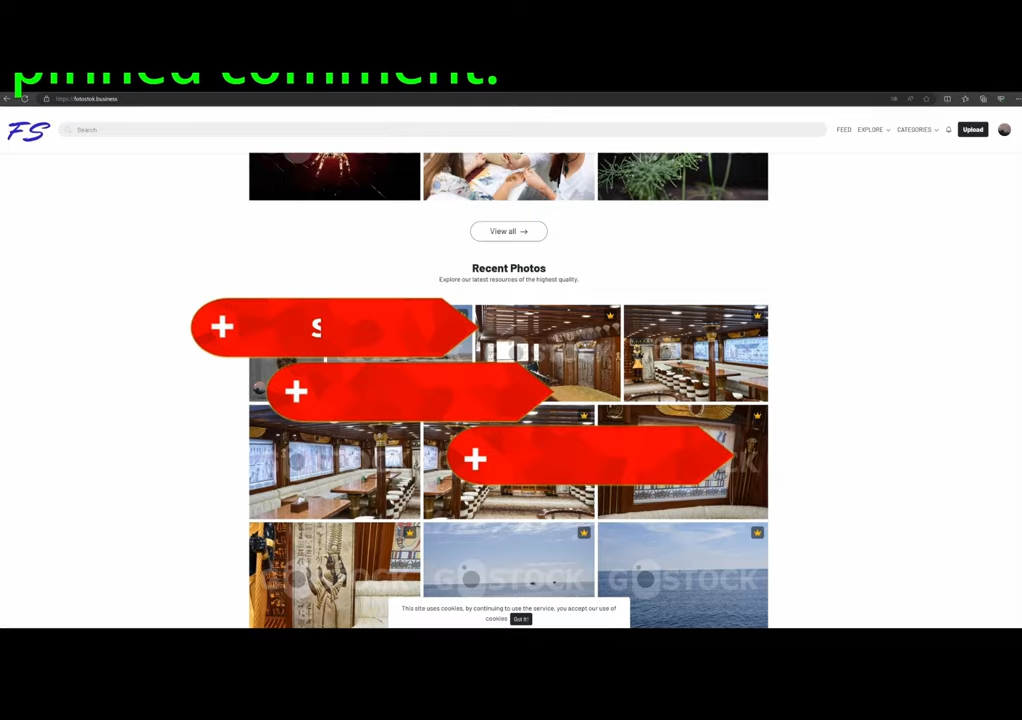 pinned comment.
https://fotostok.business
FS
Search
FEED
EXPLORE
CATEGORIES
Upload
View all →
Recent Photos
Explore our latest resources of the highest quality.
+ S
+
+
GOSTOCK
GOSTOCK
This site uses cookies, by continuing to use the service, you accept our use of
cookies Got it!